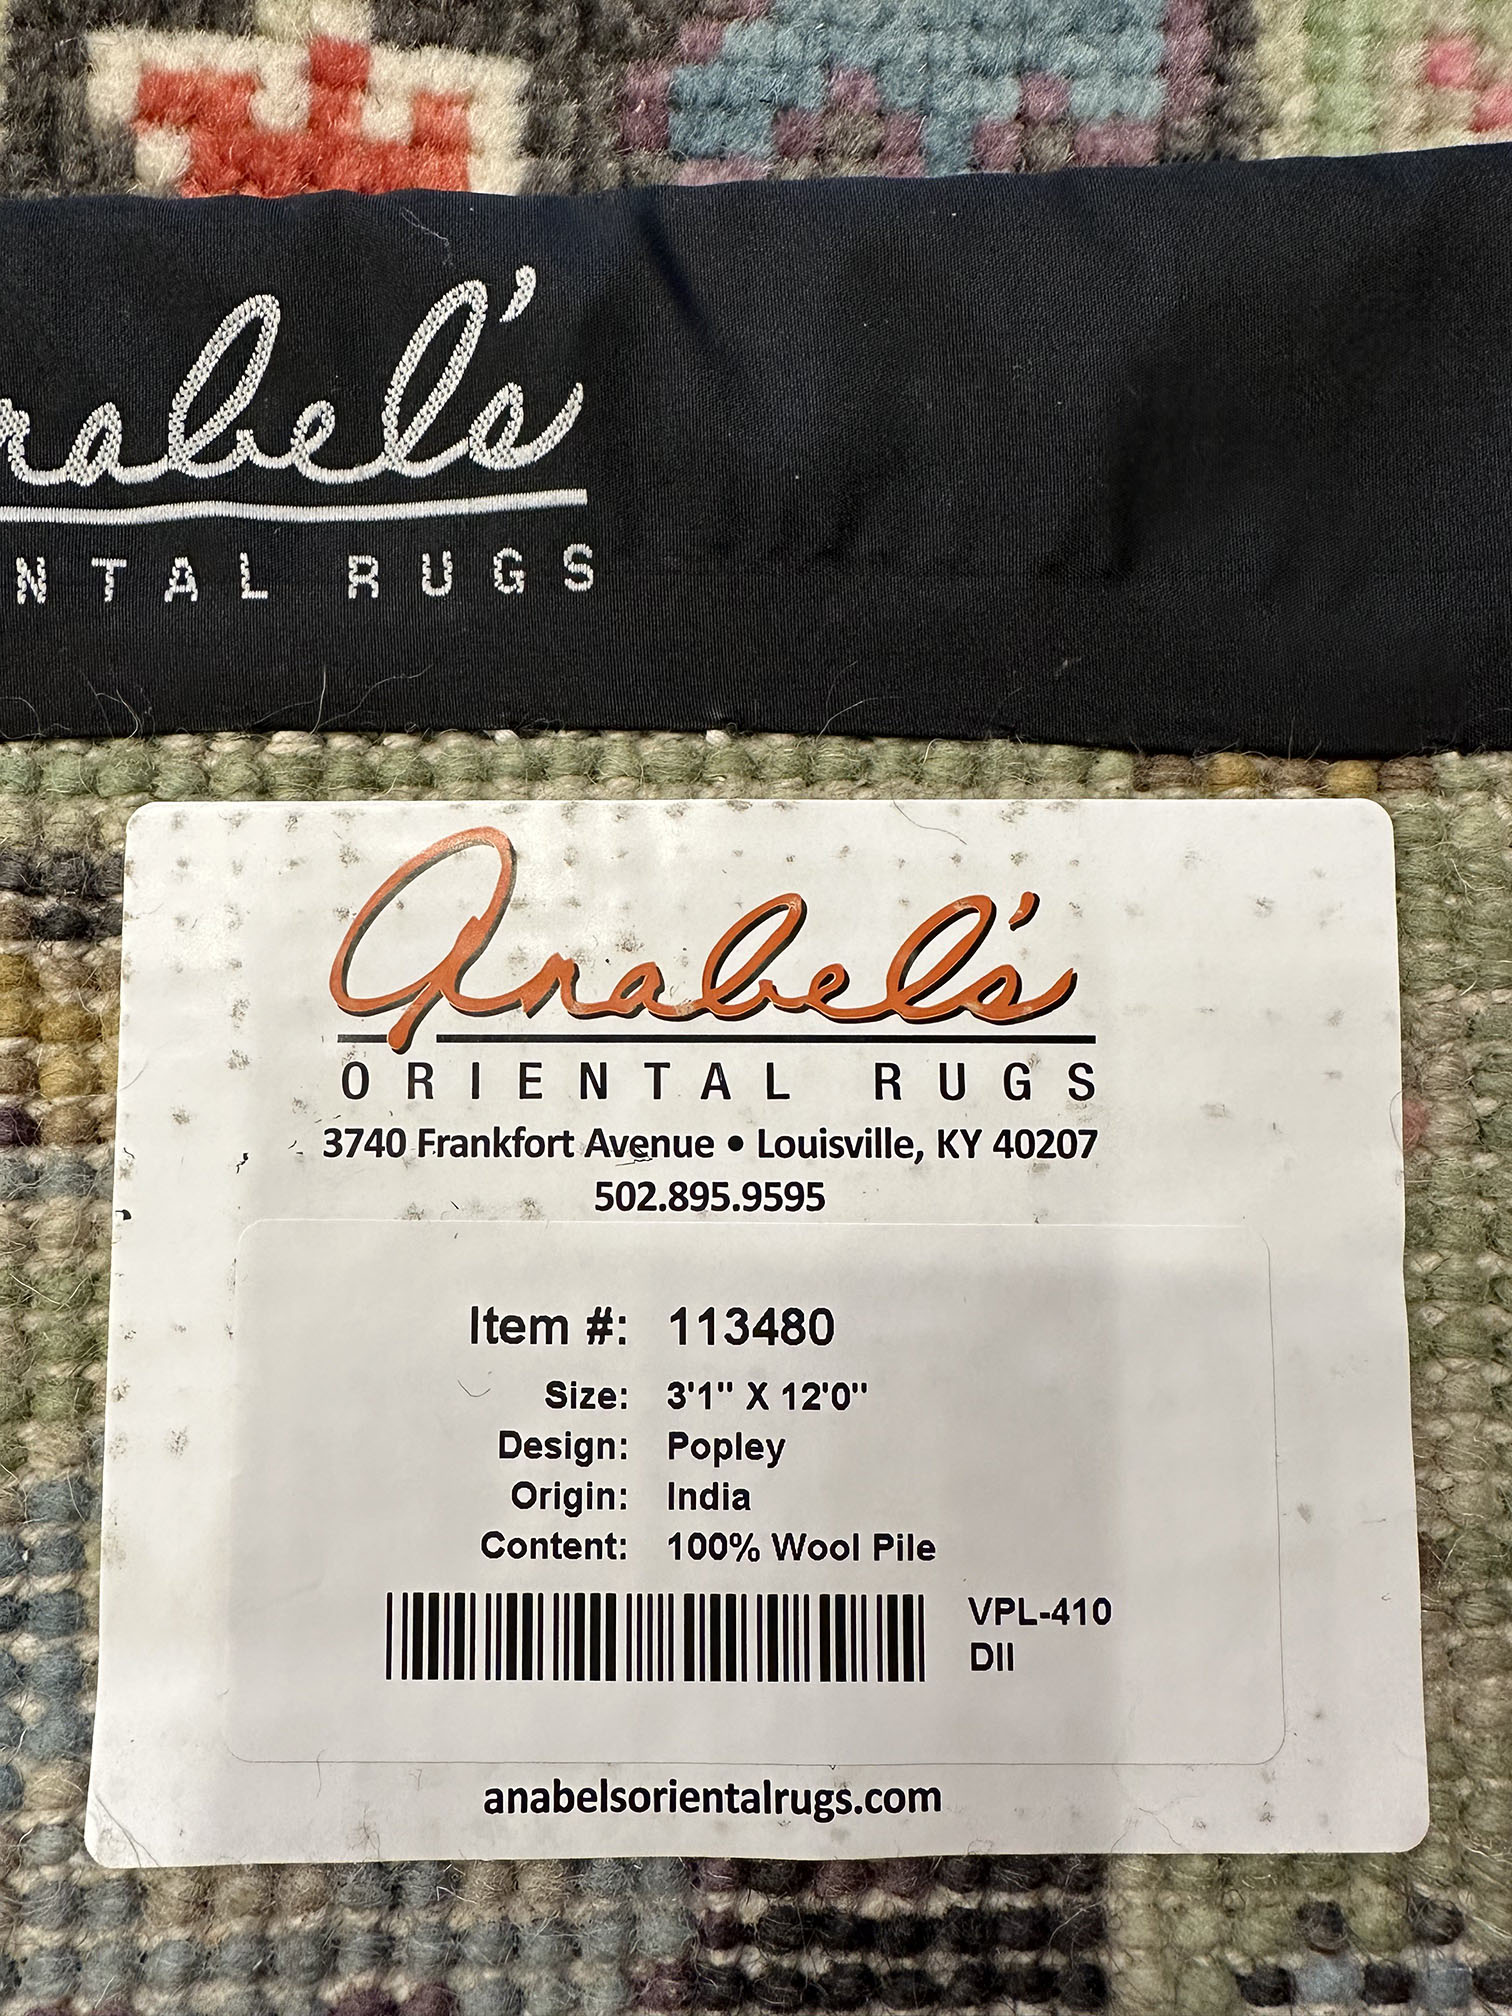 nabel's
NTAL RUGS
Anabel's
ORIENTAL RUGS
3740 Frankfort Avenue • Louisville, KY 40207
502.895.9595
Item #: 113480
Size: 3'1" X 12'0"
Design: Popley
Origin: India
Content: 100% Wool Pile
VPL-410
DII
anabelsorientalrugs.com